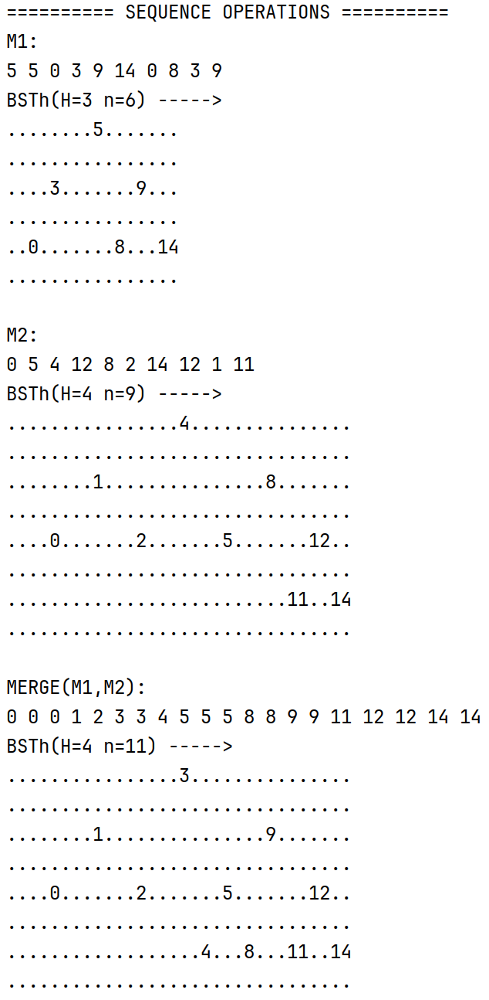 ========== SEQUENCE OPERATIONS ==========
M1:
5 5 0 3 9 14 0 8 3 9
BSTh(H=3 n=6) ----->
........5.......
................
....3.......9...
................
..0.......8...14
................
M2:
0 5 4 12 8 2 14 12 1 11
BSTh(H=4 n=9) ----->
................4...............
................................
........1...............8.......
................................
....0.......2.......5.......12..
................................
..........................11..14
................................
MERGE(M1,M2):
0 0 0 1 2 3 3 4 5 5 5 8 8 9 9 11 12 12 14 14
BSTh(H=4 n=11) ----->
................3...............
................................
........1...............9.......
................................
....0.......2.......5.......12..
................................
..................4...8...11..14
................................